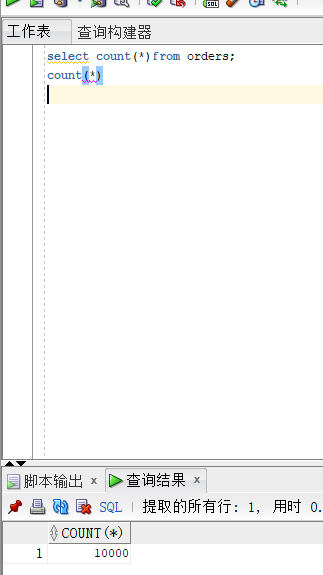 SQL
工作表 查询构建器
select count(*)from orders;
count(*)
脚本输出 x 查询结果 x
SQL | 提取的所有行: 1, 用时 0.
COUNT(*)
1 10000